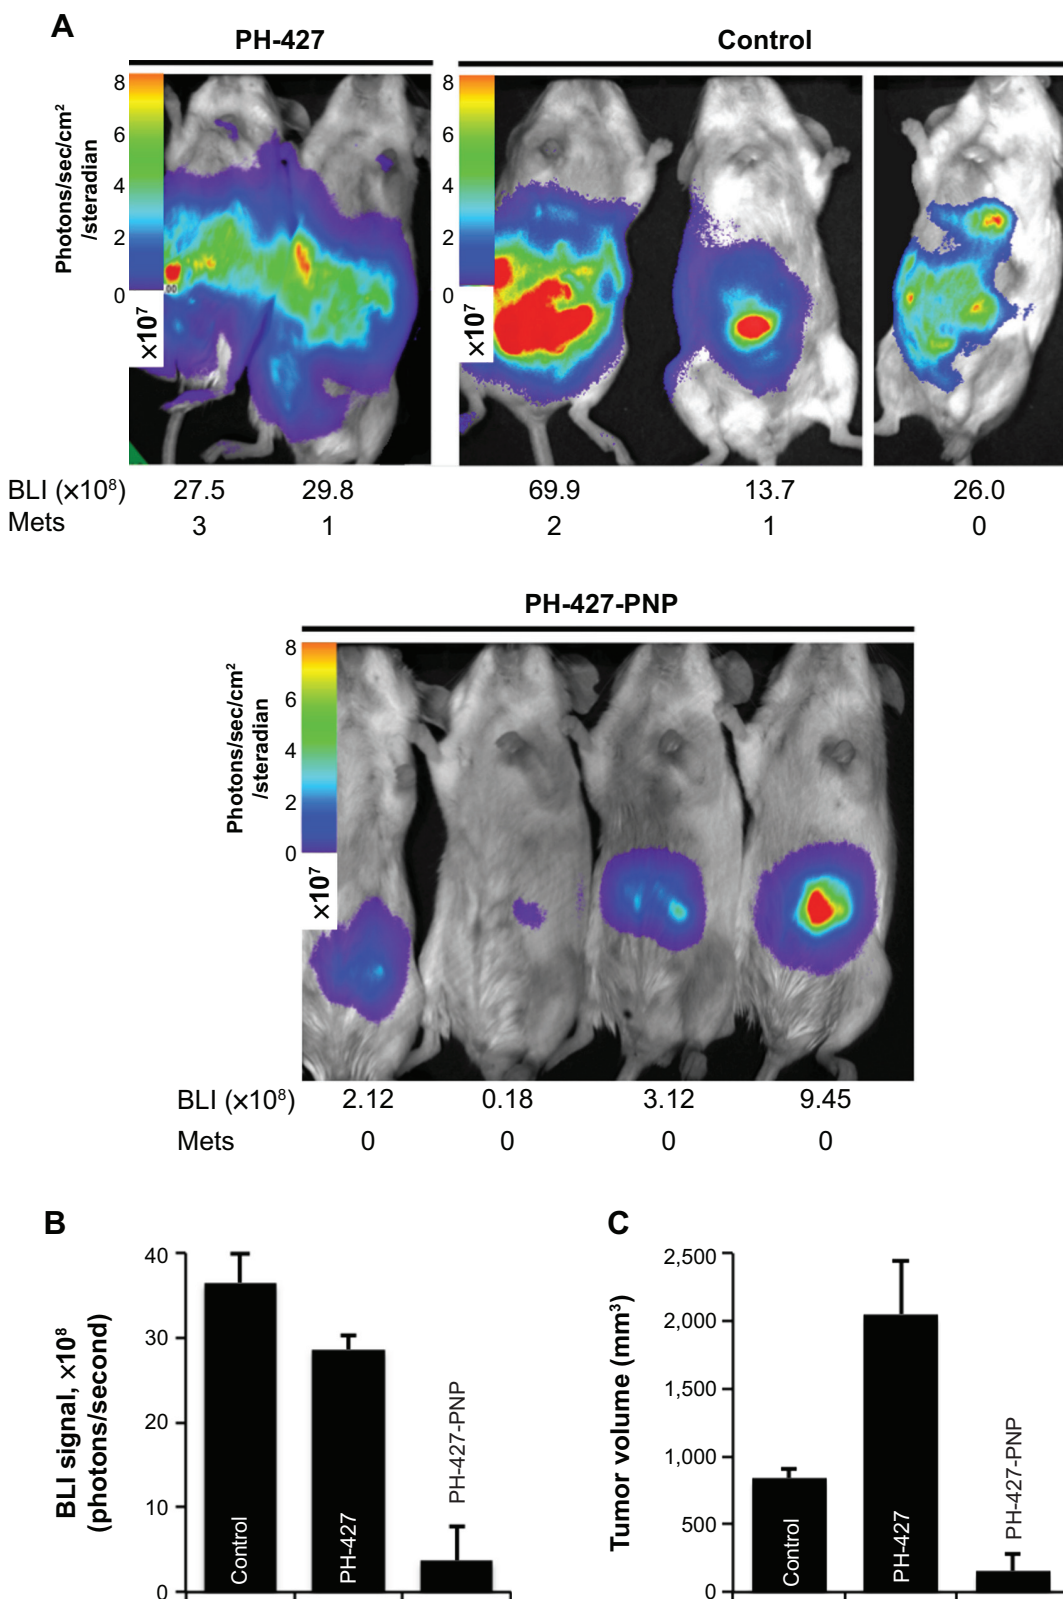 A
PH-427
Control
Photons/sec/cm²
/steradian
8
6
4
2
0
×10⁷
8
6
4
2
0
×10⁷
BLI (×10⁸) 27.5 29.8 69.9 13.7 26.0
Mets 3 1 2 1 0
PH-427-PNP
Photons/sec/cm²
/steradian
8
6
4
2
0
×10⁷
BLI (×10⁸) 2.12 0.18 3.12 9.45
Mets 0 0 0 0
B
BLI signal, ×10⁸
(photons/second)
40
30
20
10
0
Control
PH-427
PH-427-PNP
C
Tumor volume (mm³)
2,500
2,000
1,500
1,000
500
0
Control
PH-427
PH-427-PNP